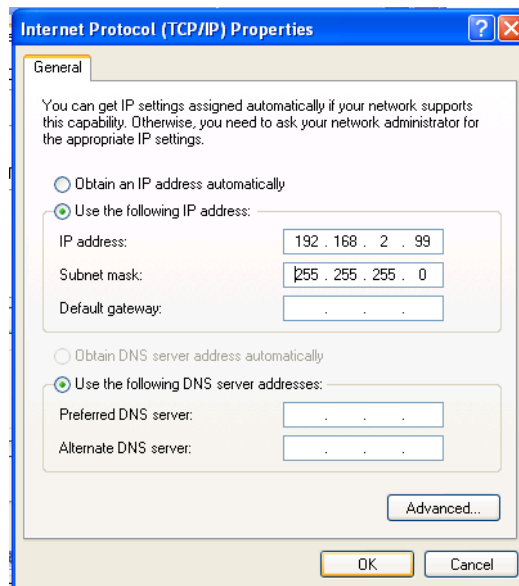 Internet Protocol (TCP/IP) Properties
General
You can get IP settings assigned automatically if your network supports
this capability. Otherwise, you need to ask your network administrator for
the appropriate IP settings.
Obtain an IP address automatically
Use the following IP address:
IP address: 192 . 168 . 2 . 99
Subnet mask: 255 . 255 . 255 . 0
Default gateway: . . .
Obtain DNS server address automatically
Use the following DNS server addresses:
Preferred DNS server: . . .
Alternate DNS server: . . .
Advanced...
OK Cancel